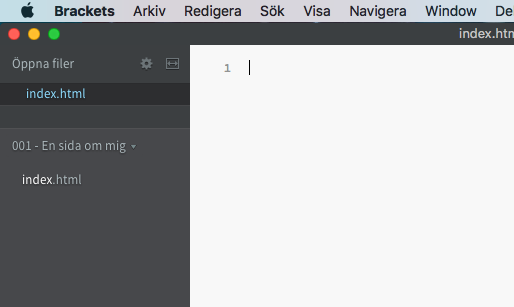 Brackets Arkiv Redigera Sök Visa Navigera Window
index.htm
Öppna filer
index.html
1
001 - En sida om mig
index.html